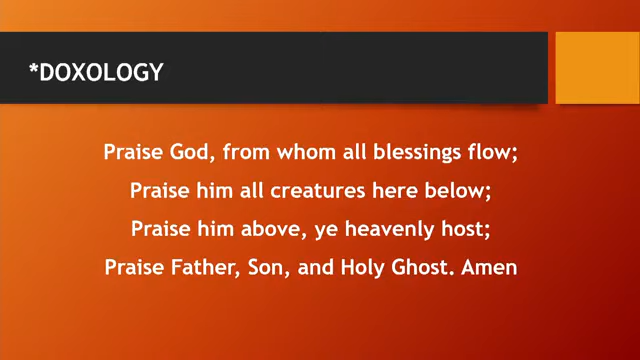 *DOXOLOGY
Praise God, from whom all blessings flow;
Praise him all creatures here below;
Praise him above, ye heavenly host;
Praise Father, Son, and Holy Ghost. Amen